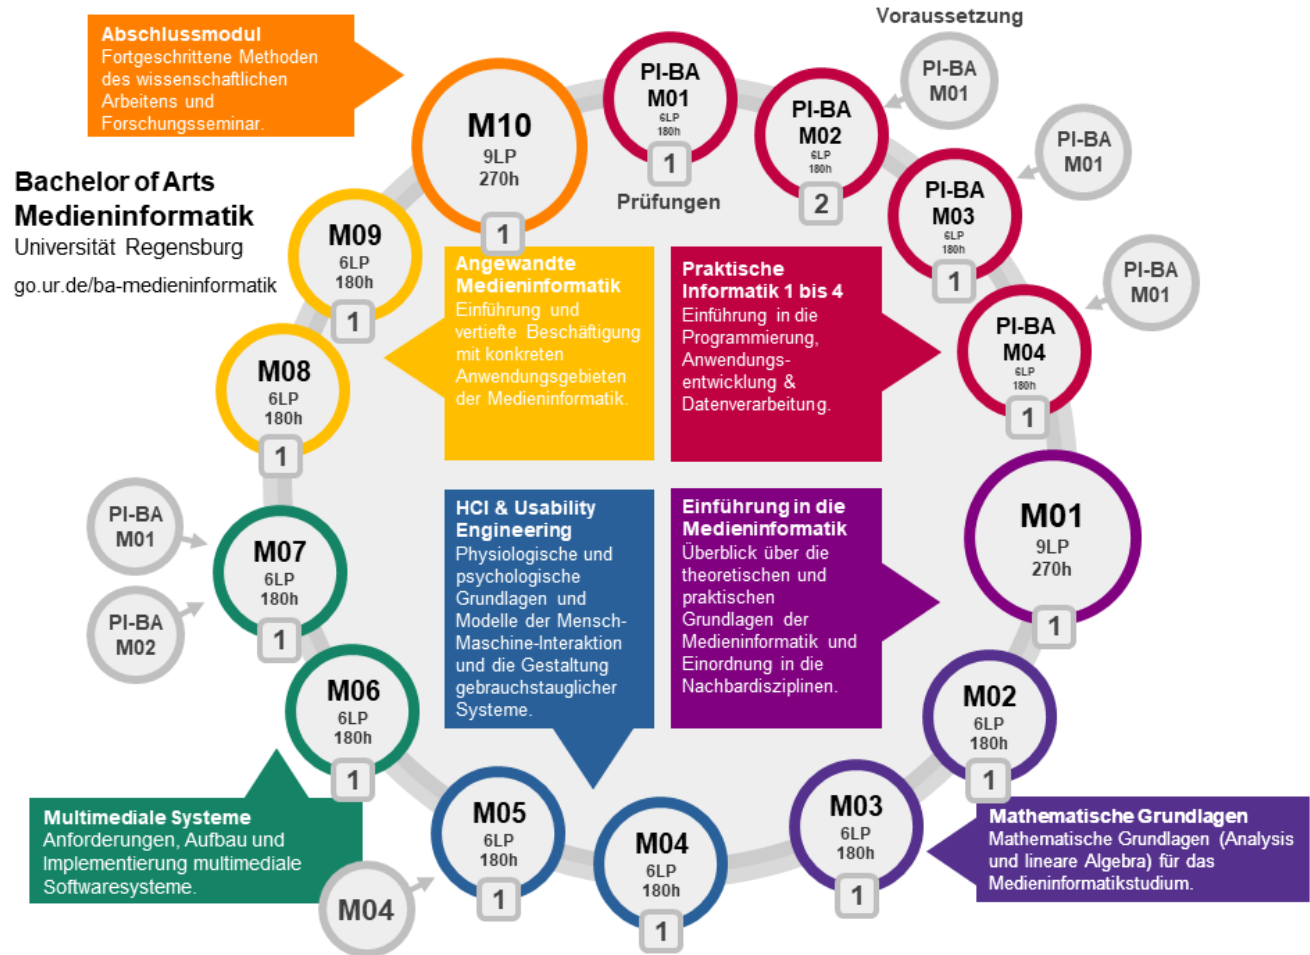 Voraussetzung
Abschlussmodul
Fortgeschrittene Methoden
des wissenschaftlichen
Arbeitens und
Forschungsseminar.
Bachelor of Arts
Medieninformatik
Universität Regensburg
go.ur.de/ba-medieninformatik
M10
9LP
270h
1
PI-BA
M01
6LP
180h
1
Prüfungen
PI-BA
M02
6LP
180h
2
PI-BA
M01
PI-BA
M03
6LP
180h
1
PI-BA
M01
PI-BA
M04
6LP
180h
1
PI-BA
M01
M01
9LP
270h
1
M02
6LP
180h
1
M03
6LP
180h
1
M04
6LP
180h
1
M05
6LP
180h
1
M04
M06
6LP
180h
1
M07
6LP
180h
1
PI-BA
M01
PI-BA
M02
M08
6LP
180h
1
M09
6LP
180h
1
Angewandte
Medieninformatik
Einführung und
vertiefte Beschäftigung
mit konkreten
Anwendungsgebieten
der Medieninformatik.
Praktische
Informatik 1 bis 4
Einführung in die
Programmierung,
Anwendungs-
entwicklung &
Datenverarbeitung.
HCI & Usability
Engineering
Physiologische und
psychologische
Grundlagen und
Modelle der Mensch-
Maschine-Interaktion
und die Gestaltung
gebrauchstauglicher
Systeme.
Einführung in die
Medieninformatik
Überblick über die
theoretischen und
praktischen
Grundlagen der
Medieninformatik und
Einordnung in die
Nachbardisziplinen.
Multimediale Systeme
Anforderungen, Aufbau und
Implementierung multimediale
Softwaresysteme.
Mathematische Grundlagen
Mathematische Grundlagen (Analysis
und lineare Algebra) für das
Medieninformatikstudium.